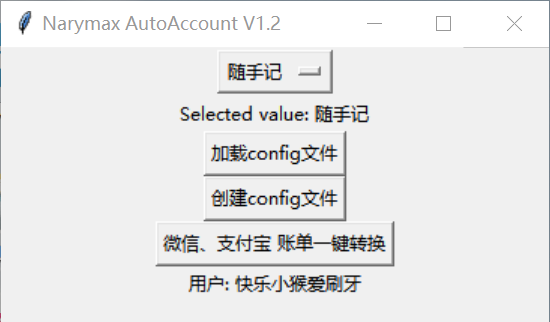 Narymax AutoAccount V1.2
随手记
Selected value: 随手记
加载config文件
创建config文件
微信、支付宝 账单一键转换
用户: 快乐小猴爱刷牙